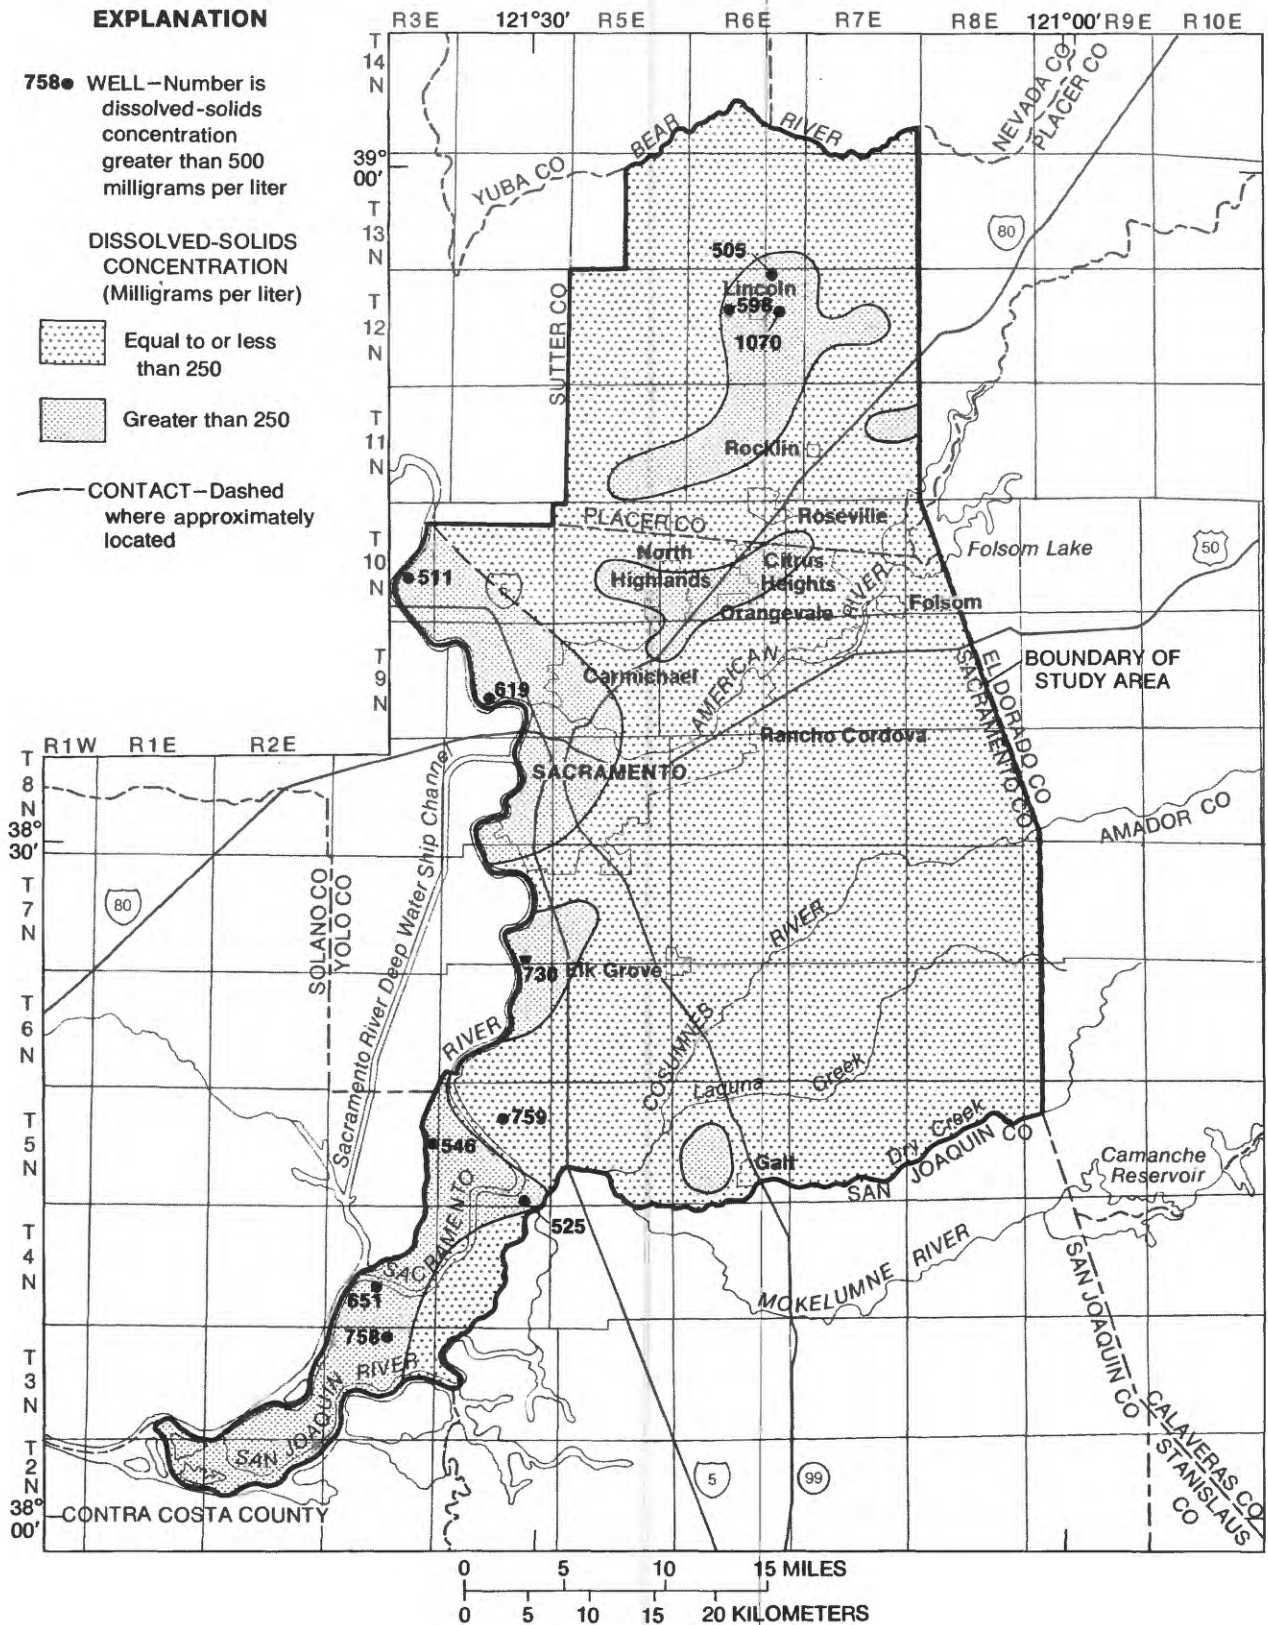 EXPLANATION
758 WELL—Number is
dissolved-solids
concentration
greater than 500
milligrams per liter
DISSOLVED-SOLIDS
CONCENTRATION
(Milligrams per liter)
Equal to or less
than 250
Greater than 250
CONTACT—Dashed
where approximately
located
R3E 121°30' R5E R6E R7E R8E 121°00' R9E R10E
T
14
N
39°
00'
T
13
N
T
12
N
T
11
N
T
10
N
T
9
N
BEAR RIVER
YUBA CO
NEVADA CO
PLACER CO
80
SUTTER CO
505
Lincoln
598
1070
Rocklin
PLACER CO
Roseville
Folsom Lake
50
North
Highlands
Citrus
Heights
511
5
Orangevale
Folsom
AMERICAN RIVER
Carmichael
619
EL DORADO CO
SACRAMENTO CO
BOUNDARY OF
STUDY AREA
Rancho Cordova
SACRAMENTO
R1W R1E R2E
T
8
N
38°
30'
T
7
N
T
6
N
T
5
N
T
4
N
T
3
N
T
2
N
38°
00'
AMADOR CO
80
SOLANO CO
YOLO CO
Sacramento River Deep Water Ship Channel
730
Elk Grove
COSUMNES RIVER
Laguna Creek
759
546
Dry Creek
Galt
SAN JOAQUIN CO
Camanche
Reservoir
SACRAMENTO RIVER
525
651
MOKELUMNE RIVER
758
SAN JOAQUIN RIVER
SAN JOAQUIN CO
CALAVERAS CO
STANISLAUS
CO
5
99
CONTRA COSTA COUNTY
0 5 10 15 MILES
0 5 10 15 20 KILOMETERS